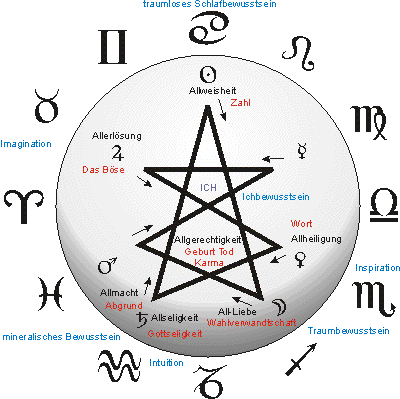 traumloses Schlafbewusstsein
Allweisheit
Zahl
Allerlösung
Imagination
Das Böse
ICH
Ichbewusstsein
Wort
Allgerechtigkeit
Allheiligung
Geburt Tod
Karma
Inspiration
Allmacht
Abgrund
All-Liebe
Allseligkeit
Wahlverwandtschaft
Traumbewusstsein
Gottseligkeit
mineralisches Bewusstsein
Intuition